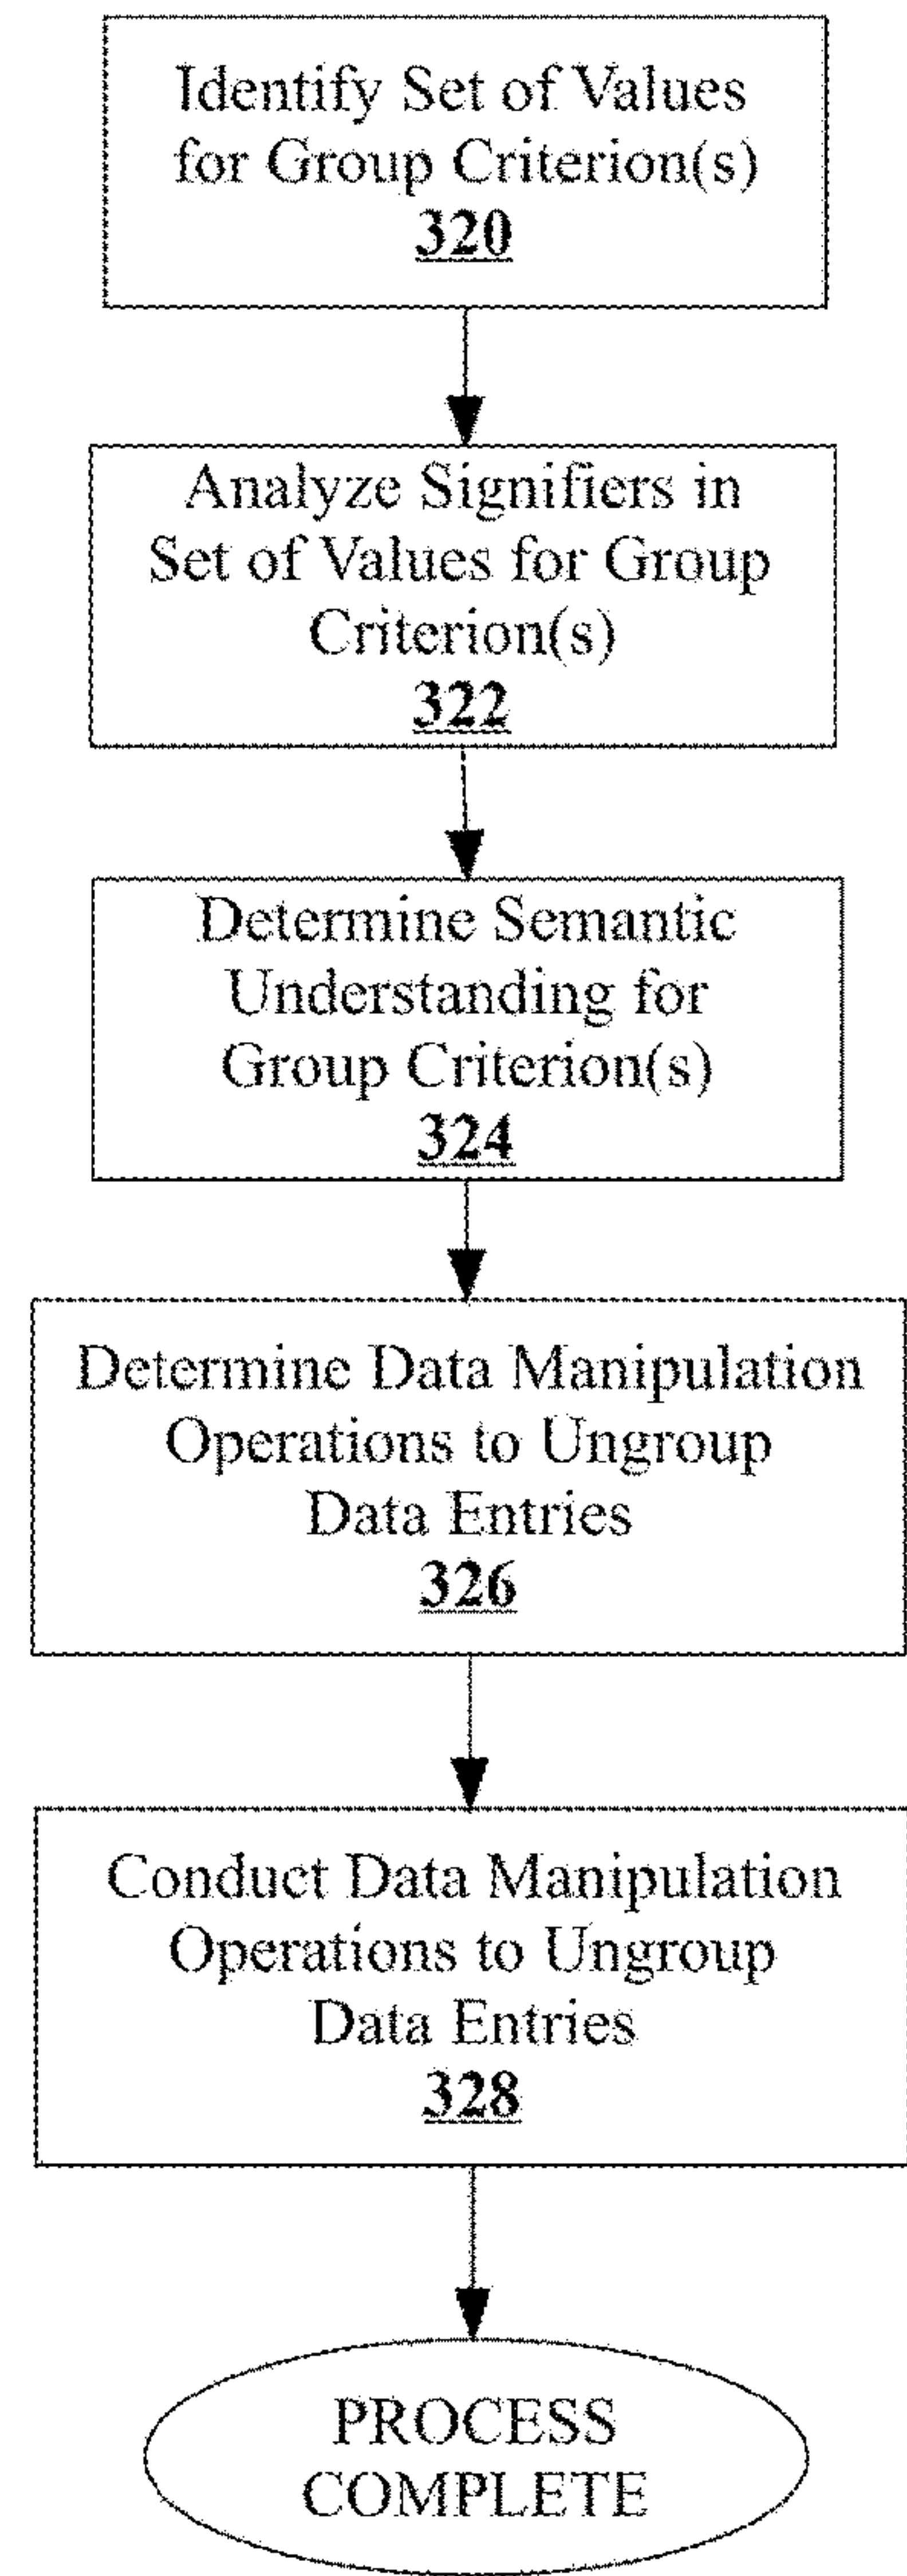 Identify Set of Values
for Group Criterion(s)
320
Analyze Signifiers in
Set of Values for Group
Criterion(s)
322
Determine Semantic
Understanding for
Group Criterion(s)
324
Determine Data Manipulation
Operations to Ungroup
Data Entries
326
Conduct Data Manipulation
Operations to Ungroup
Data Entries
328
PROCESS
COMPLETE